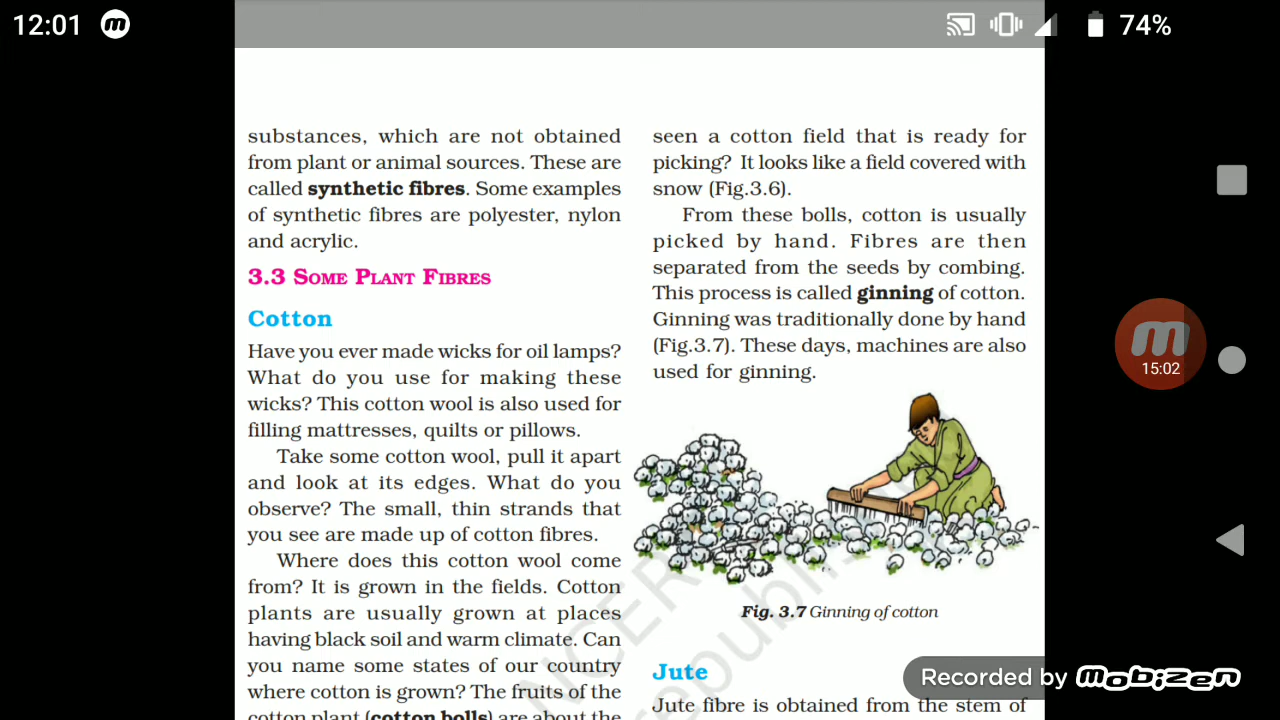 12:01
74%
substances, which are not obtained
from plant or animal sources. These are
called synthetic fibres. Some examples
of synthetic fibres are polyester, nylon
and acrylic.
3.3 SOME PLANT FIBRES
Cotton
Have you ever made wicks for oil lamps?
What do you use for making these
wicks? This cotton wool is also used for
filling mattresses, quilts or pillows.
Take some cotton wool, pull it apart
and look at its edges. What do you
observe? The small, thin strands that
you see are made up of cotton fibres.
Where does this cotton wool come
from? It is grown in the fields. Cotton
plants are usually grown at places
having black soil and warm climate. Can
you name some states of our country
where cotton is grown? The fruits of the
cotton plant (cotton bolls) are about the
seen a cotton field that is ready for
picking? It looks like a field covered with
snow (Fig.3.6).
From these bolls, cotton is usually
picked by hand. Fibres are then
separated from the seeds by combing.
This process is called ginning of cotton.
Ginning was traditionally done by hand
(Fig.3.7). These days, machines are also
used for ginning.
Fig. 3.7 Ginning of cotton
Jute
Jute fibre is obtained from the stem of
15:02
Recorded by mobizen